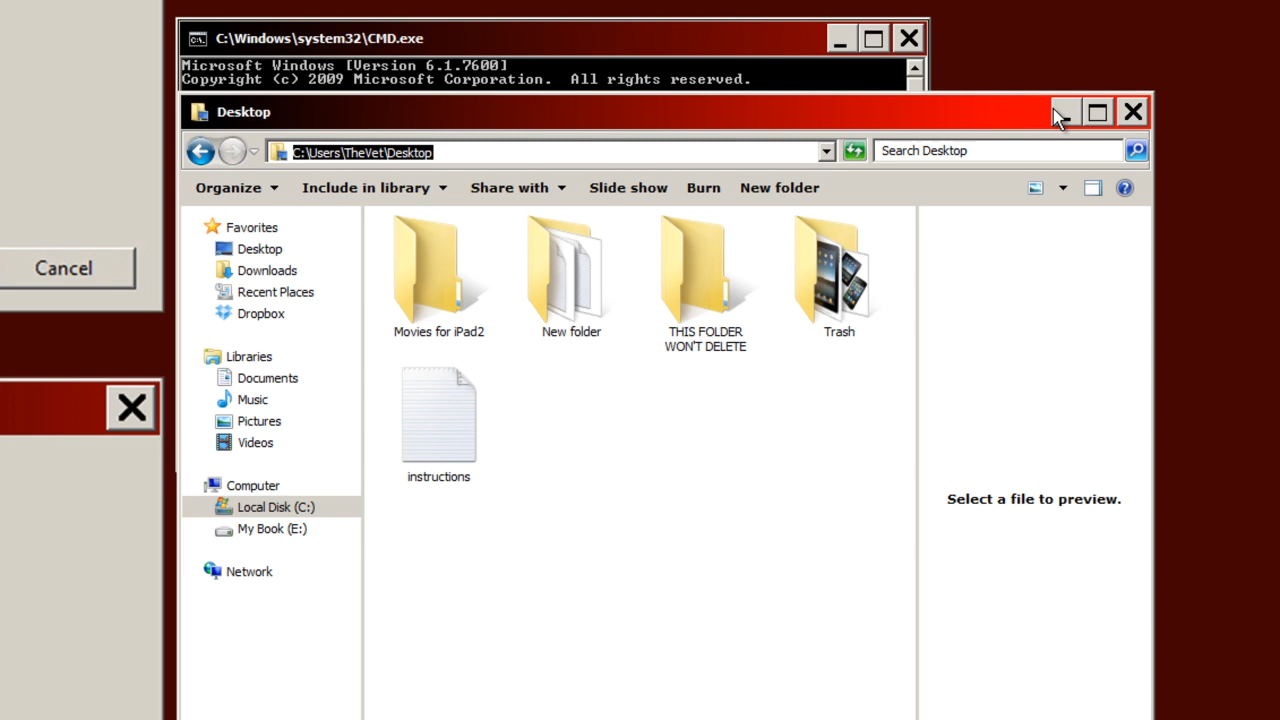 C:\Windows\system32\CMD.exe
Microsoft Windows [Version 6.1.7600]
Copyright (c) 2009 Microsoft Corporation. All rights reserved.
Desktop
C:\Users\TheVet\Desktop
Search Desktop
Organize
Include in library
Share with
Slide show
Burn
New folder
Favorites
Desktop
Downloads
Recent Places
Dropbox
Libraries
Documents
Music
Pictures
Videos
Computer
Local Disk (C:)
My Book (E:)
Network
Movies for iPad2
New folder
THIS FOLDER
WON'T DELETE
Trash
instructions
Select a file to preview.
Cancel